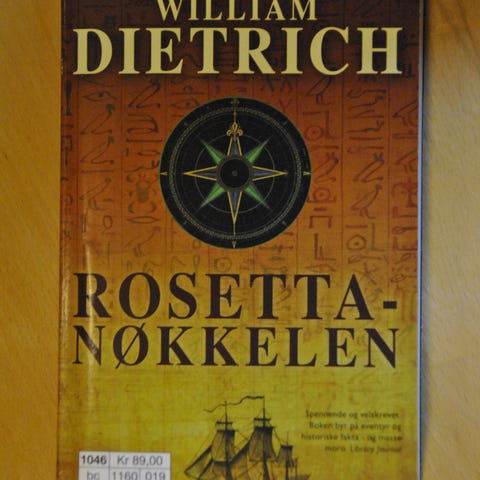 WILLIAM
DIETRICH
ROSETTA-
NØKKELEN
Spennende og velskrevet.
Boken byr på eventyr og
historiske fakta - og masse
moro. Library Journal
1046 Kr 89,00
bc 1160 019